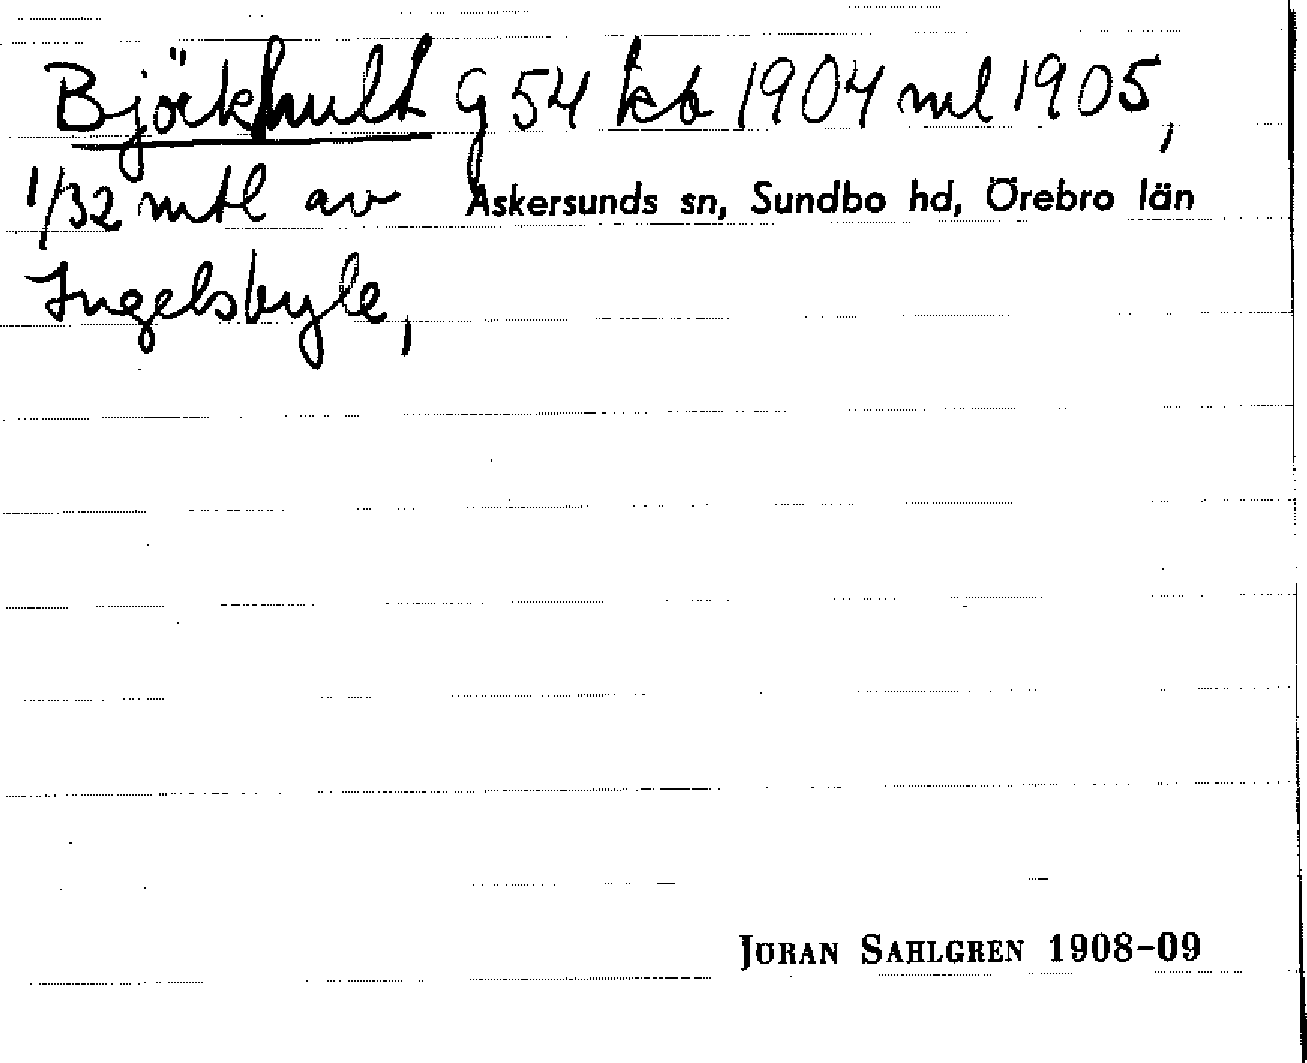 Björkhult G 54 kb 1904 ml 1905,
1/32 mtl av Askersunds sn, Sundbo hd, Örebro län
Ingelsbyle,
JÖRAN SAHLGREN 1908-09